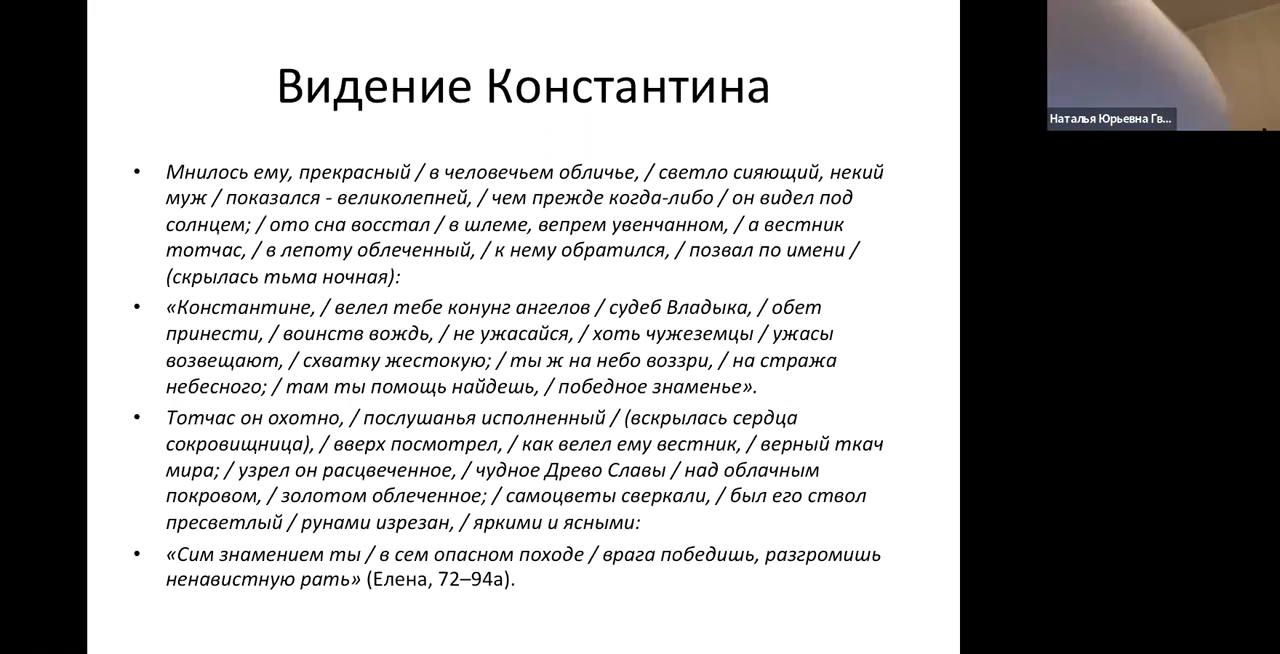 Видение Константина
• Мнилось ему, прекрасный / в человечьем обличье, / светло сияющий, некий
муж / показался - великолепней, / чем прежде когда-либо / он видел под
солнцем; / ото сна восстал / в шлеме, вепрем увенчанном, / а вестник
тотчас, / в лепоту облеченный, / к нему обратился, / позвал по имени /
(скрылась тьма ночная):
• «Константине, / велел тебе конунг ангелов / судеб Владыка, / обет
принести, / воинств вождь, / не ужасайся, / хоть чужеземцы / ужасы
возвещают, / схватку жестокую; / ты ж на небо воззри, / на стража
небесного; / там ты помощь найдешь, / победное знаменье».
• Тотчас он охотно, / послушанья исполненный / (вскрылась сердца
сокровищница), / вверх посмотрел, / как велел ему вестник, / верный ткач
мира; / узрел он расцвеченное, / чудное Древо Славы / над облачным
покровом, / золотом облеченное; / самоцветы сверкали, / был его ствол
пресветлый / рунами изрезан, / яркими и ясными:
• «Сим знамением ты / в сем опасном походе / врага победишь, разгромишь
ненавистную рать» (Елена, 72–94a).
Наталья Юрьевна Гв...